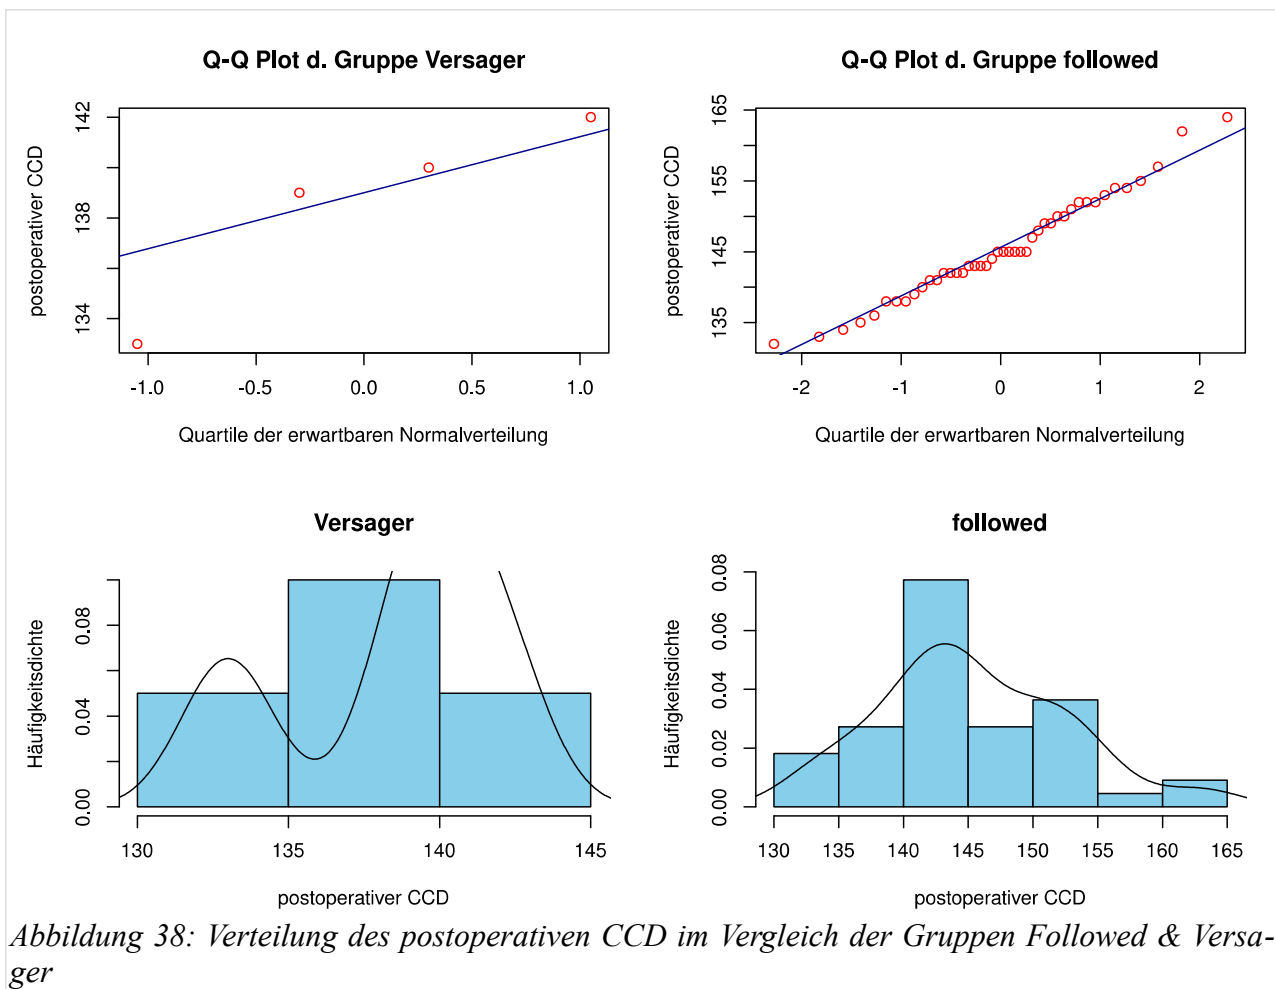 Q-Q Plot d. Gruppe Versager
postoperativer CCD
134 138 142
-1.0 -0.5 0.0 0.5 1.0
Quartile der erwartbaren Normalverteilung
Q-Q Plot d. Gruppe followed
postoperativer CCD
135 145 155 165
-2 -1 0 1 2
Quartile der erwartbaren Normalverteilung
Versager
Häufigkeitsdichte
0.00 0.04 0.08
130 135 140 145
postoperativer CCD
followed
Häufigkeitsdichte
0.00 0.02 0.04 0.06 0.08
130 135 140 145 150 155 160 165
postoperativer CCD
Abbildung 38: Verteilung des postoperativen CCD im Vergleich der Gruppen Followed & Versa-
ger